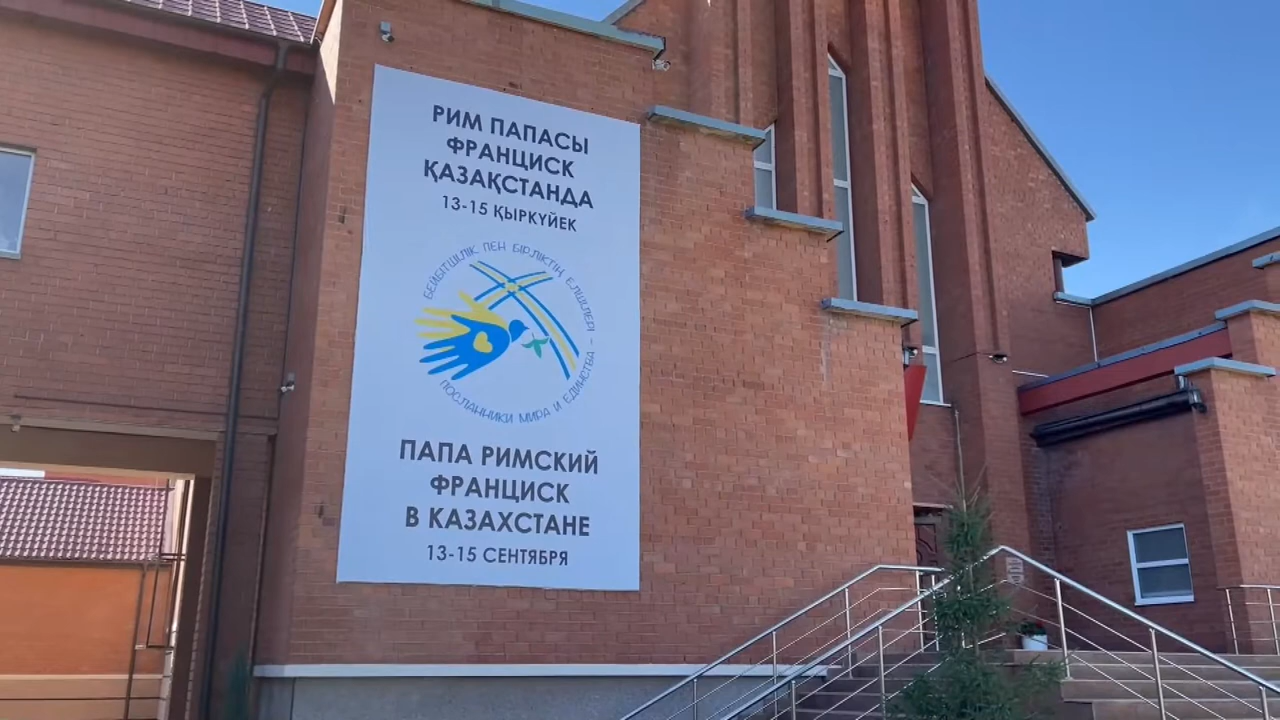 РИМ ПАПАСЫ
ФРАНЦИСК
ҚАЗАҚСТАНДА
13-15 ҚЫРКҮЙЕК
БЕЙБІТШІЛІК ПЕН БІРЛІКТІҢ ЕЛШІЛЕРІ –
ПОСЛАННИКИ МИРА И ЕДИНСТВА –
ПАПА РИМСКИЙ
ФРАНЦИСК
В КАЗАХСТАНЕ
13-15 СЕНТЯБРЯ